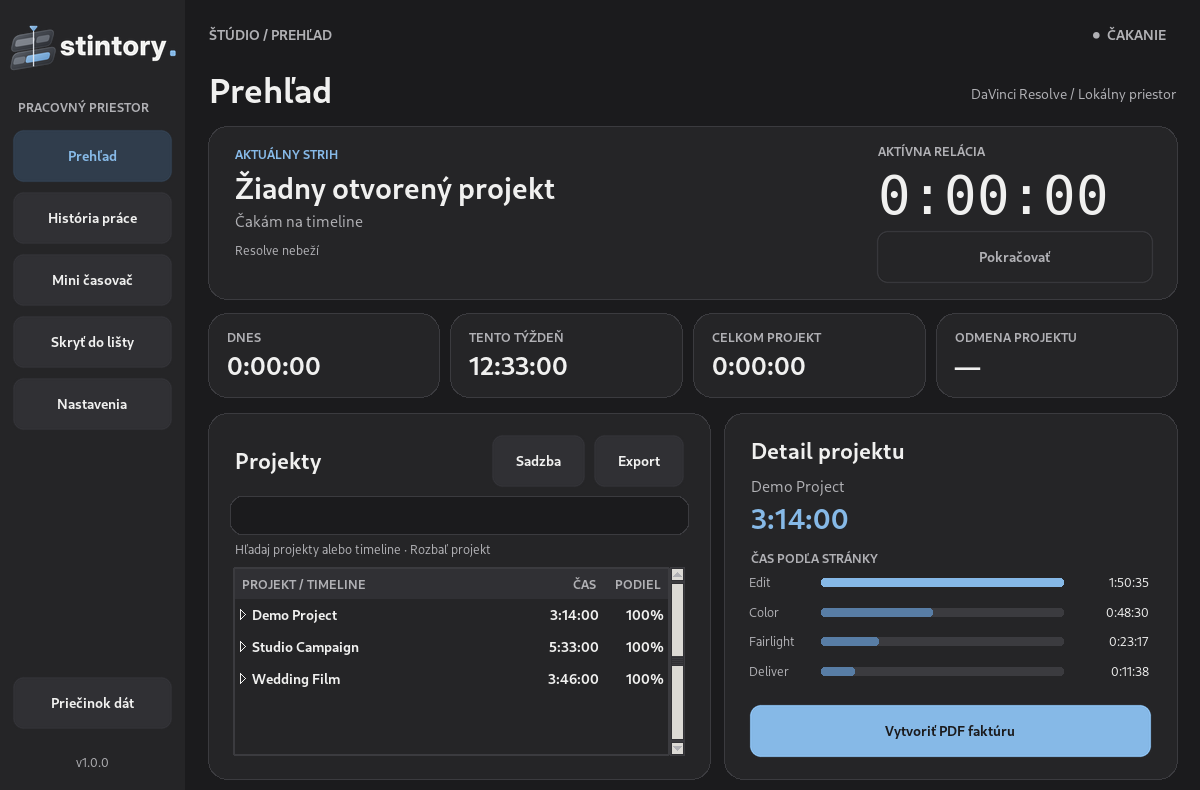 stintory.
PRACOVNÝ PRIESTOR
Prehľad
História práce
Mini časovač
Skryť do lišty
Nastavenia
Priečinok dát
v1.0.0
ŠTÚDIO / PREHĽAD
● ČAKANIE
Prehľad
DaVinci Resolve / Lokálny priestor
AKTUÁLNY STRIH
Žiadny otvorený projekt
Čakám na timeline
Resolve nebeží
AKTÍVNA RELÁCIA
0:00:00
Pokračovať
DNES
0:00:00
TENTO TÝŽDEŇ
12:33:00
CELKOM PROJEKT
0:00:00
ODMENA PROJEKTU
—
Projekty
Sadzba
Export
Hľadaj projekty alebo timeline · Rozbaľ projekt
PROJEKT / TIMELINE ČAS PODIEL
Demo Project 3:14:00 100%
Studio Campaign 5:33:00 100%
Wedding Film 3:46:00 100%
Detail projektu
Demo Project
3:14:00
ČAS PODĽA STRÁNKY
Edit 1:50:35
Color 0:48:30
Fairlight 0:23:17
Deliver 0:11:38
Vytvoriť PDF faktúru